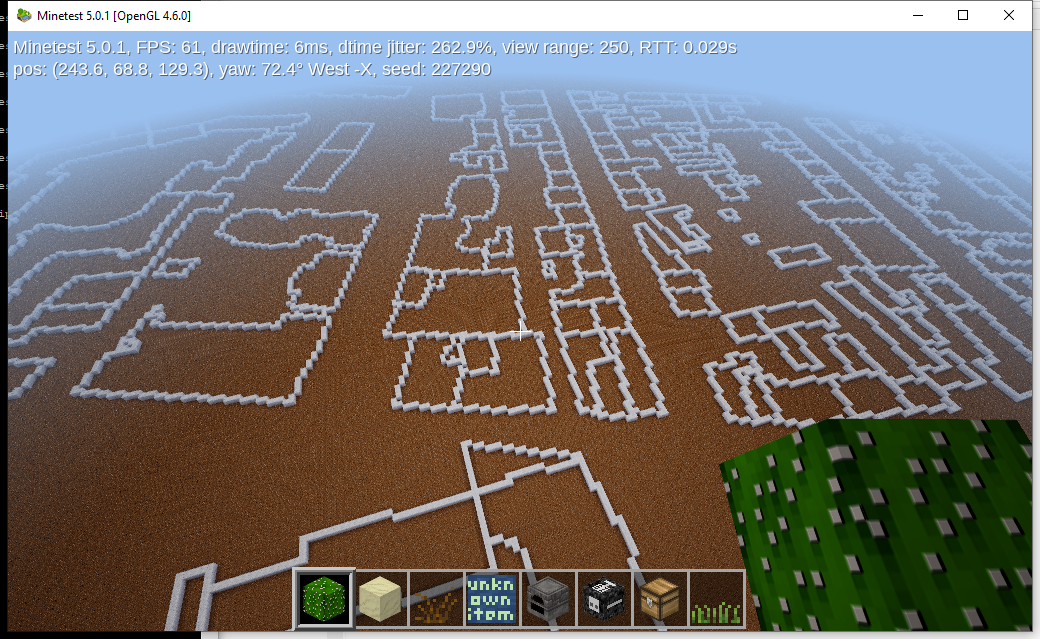 Minetest 5.0.1 [OpenGL 4.6.0]
Minetest 5.0.1, FPS: 61, drawtime: 6ms, dtime jitter: 262.9%, view range: 250, RTT: 0.029s
pos: (243.6, 68.8, 129.3), yaw: 72.4° West -X, seed: 227290
unkn
own
item